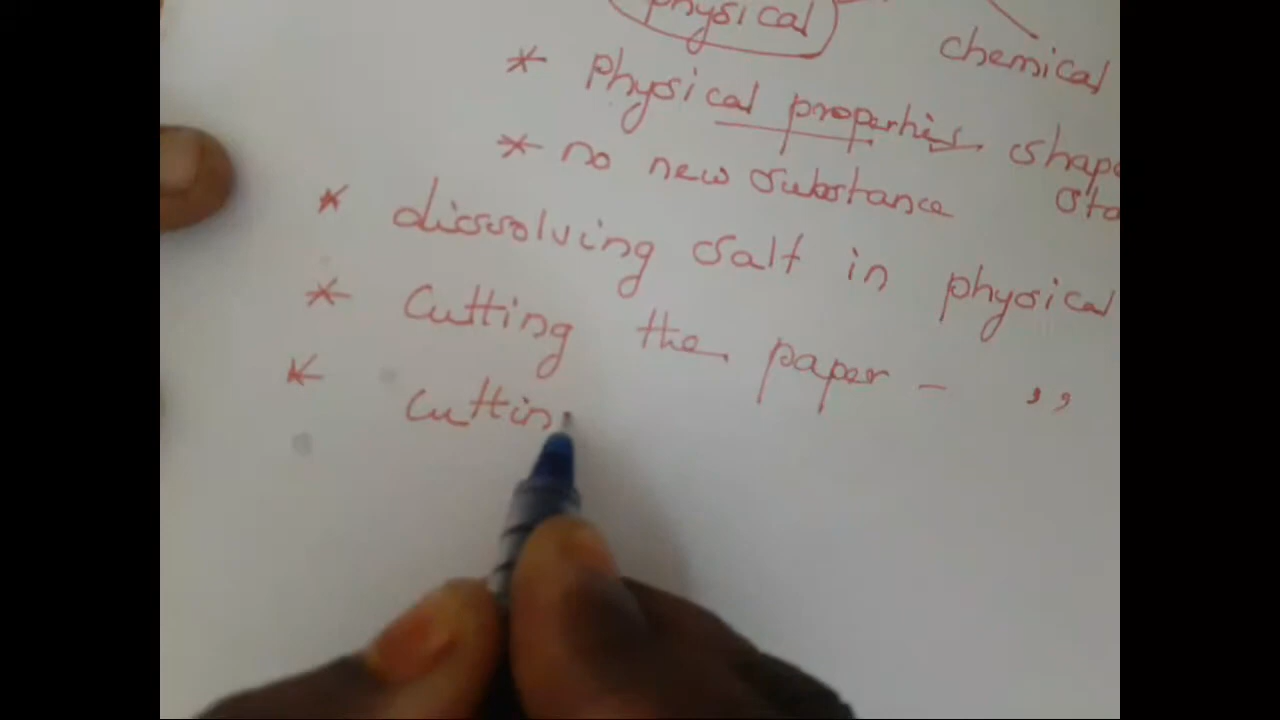 physical
chemical
* Physical properties shape
* no new substance sta
* dissolving salt in physical
* Cutting the paper - ,,
* Cuttin